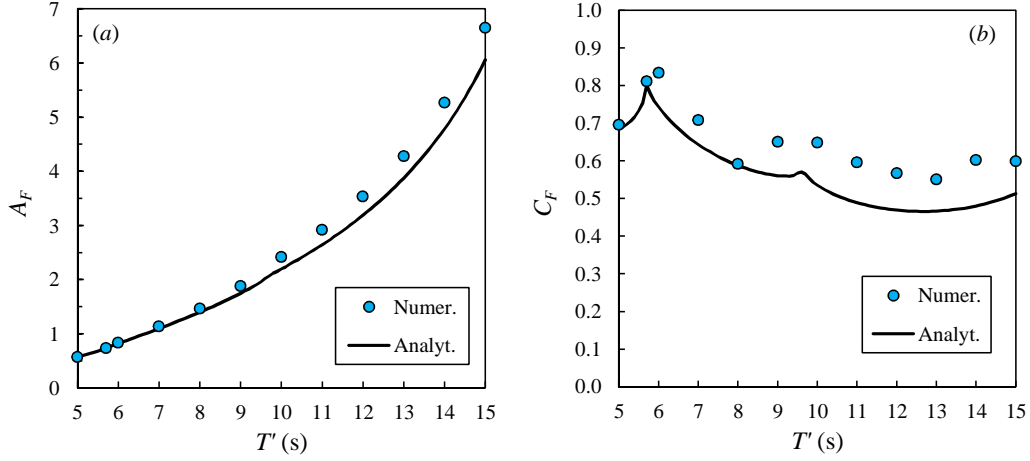 (a)
7
6
5
4
3
2
1
0
A_F
5 6 7 8 9 10 11 12 13 14 15
T′ (s)
Numer.
Analyt.
(b)
1.0
0.9
0.8
0.7
0.6
0.5
0.4
0.3
0.2
0.1
0.0
C_F
5 6 7 8 9 10 11 12 13 14 15
T′ (s)
Numer.
Analyt.